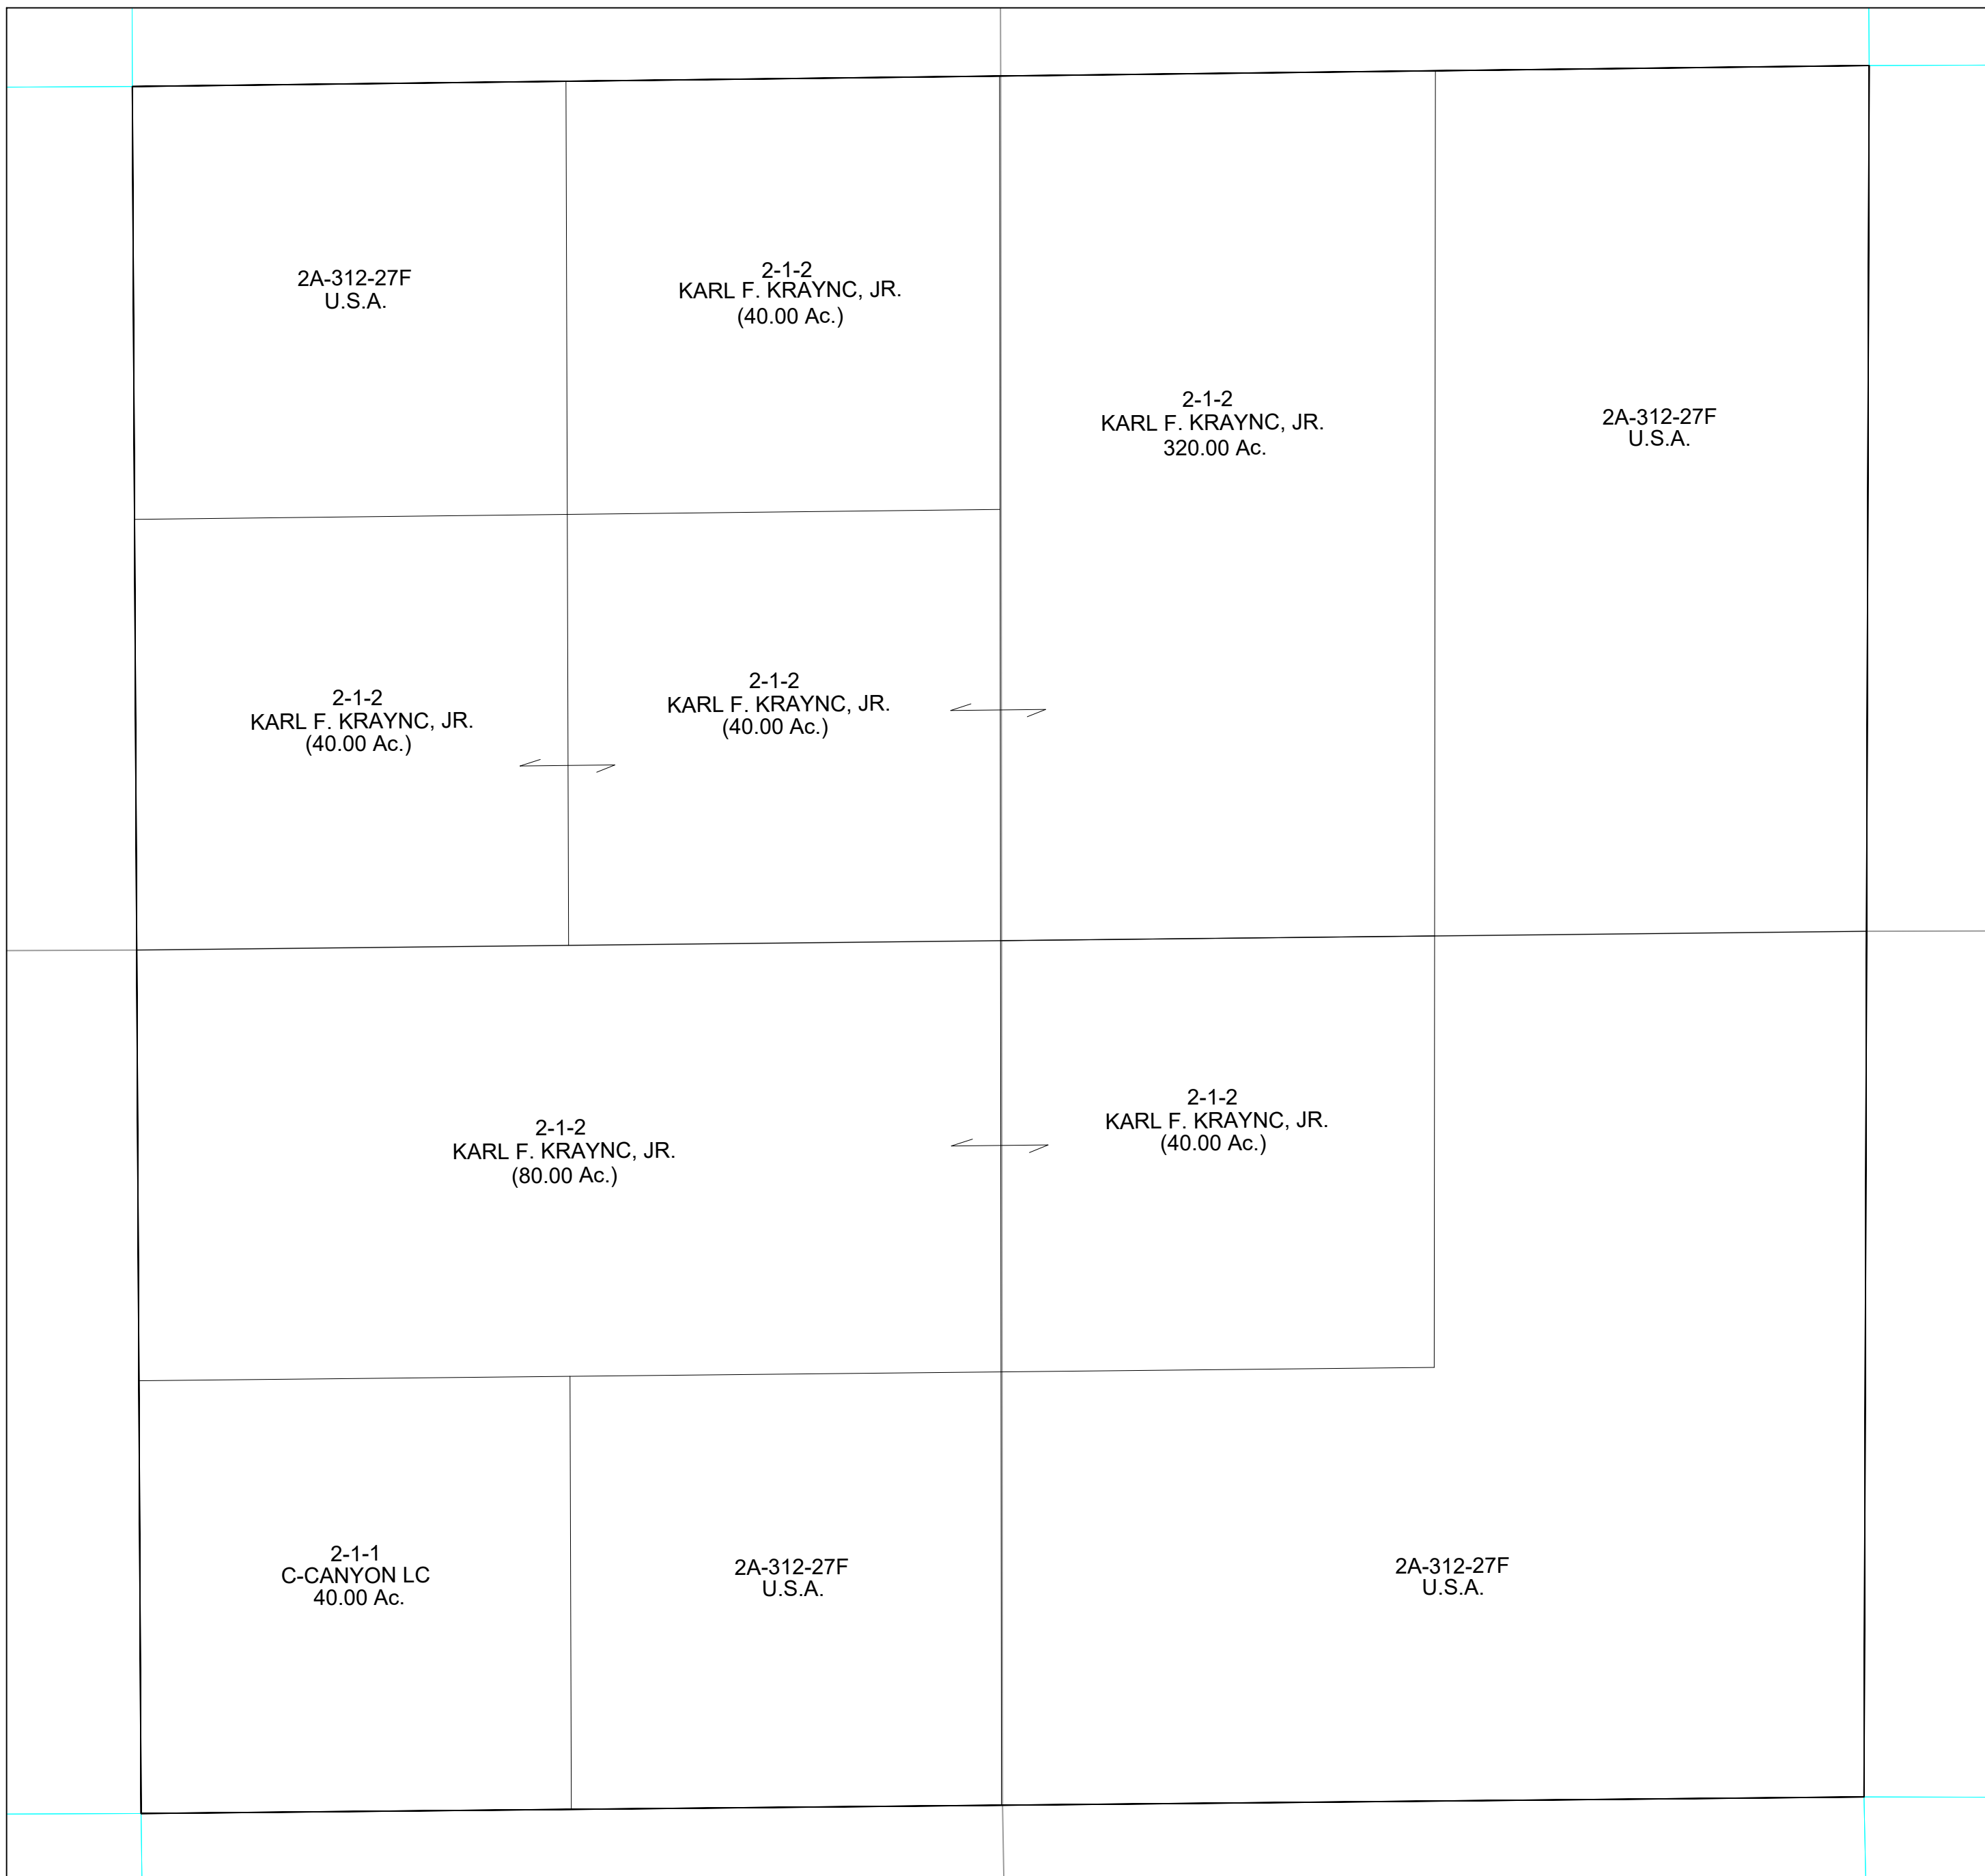 2A-312-27F
U.S.A.
2-1-2
KARL F. KRAYNC, JR.
(40.00 Ac.)
2-1-2
KARL F. KRAYNC, JR.
320.00 Ac.
2A-312-27F
U.S.A.
2-1-2
KARL F. KRAYNC, JR.
(40.00 Ac.)
2-1-2
KARL F. KRAYNC, JR.
(40.00 Ac.)
2-1-2
KARL F. KRAYNC, JR.
(80.00 Ac.)
2-1-2
KARL F. KRAYNC, JR.
(40.00 Ac.)
2-1-1
C-CANYON LC
40.00 Ac.
2A-312-27F
U.S.A.
2A-312-27F
U.S.A.